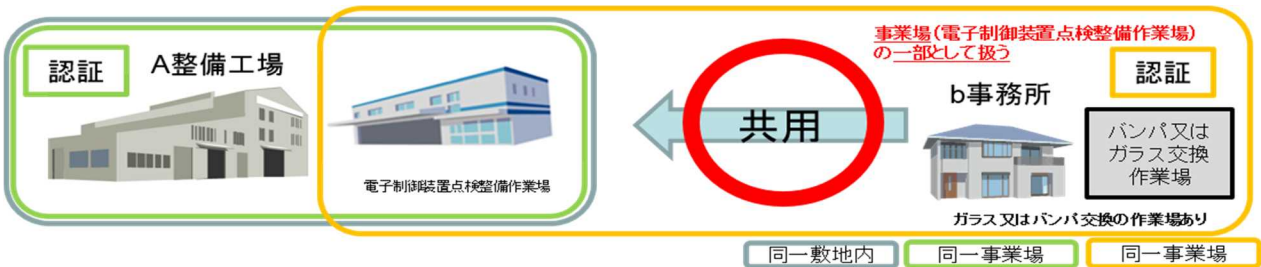 認証
A整備工場
電子制御装置点検整備作業場
共用
事業場(電子制御装置点検整備作業場)
の一部として扱う
認証
b事務所
バンパ又は
ガラス交換
作業場
ガラス又はバンパ交換の作業場あり
同一敷地内
同一事業場
同一事業場